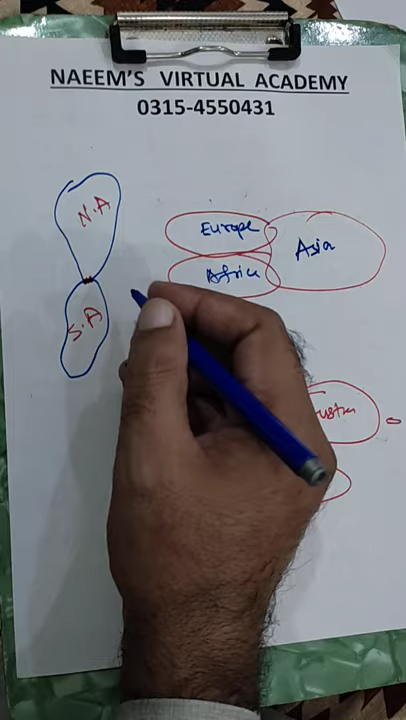 NAEEM'S VIRTUAL ACADEMY
0315-4550431
N.A
Europe
Asia
Africa
S.A